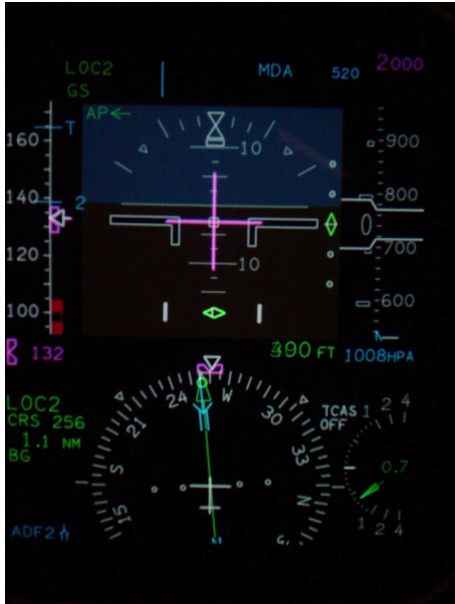 LOC2 MDA 520 2000
GS
AP←
160 T 10 900
140 2 800
120 10 700
100 600
132 390 FT 1008HPA
LOC2 TCAS
CRS 256 OFF
1.1 NM
BG
ADF2
15 S 21 24 W 30 33 N
1 2 4
0.7
1 2 4